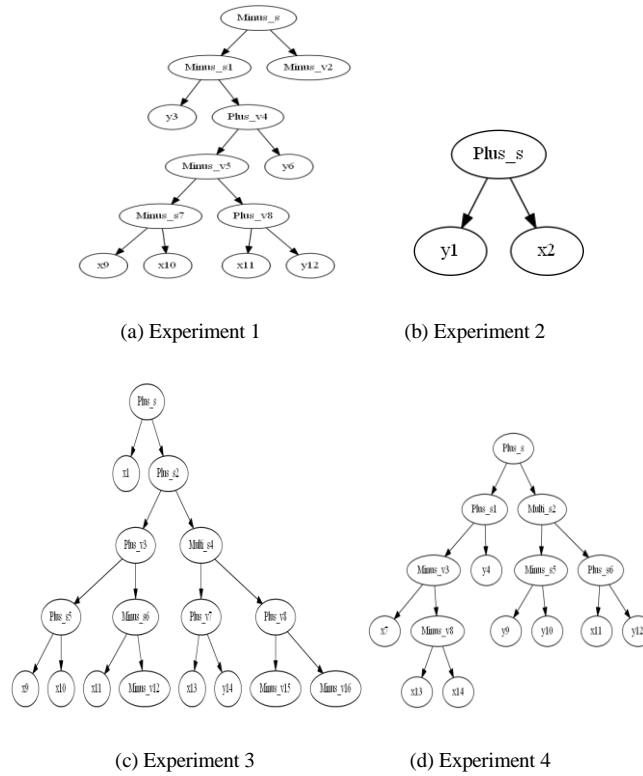 Minus_s
Minus_s1 Minus_v2
y3 Plus_v4
Minus_v5 y6
Minus_s7 Plus_v8
x9 x10 x11 y12
Plus_s
y1 x2
(a) Experiment 1
(b) Experiment 2
Plus_s
x1 Plus_s2
Plus_v3 Multi_s4
Plus_s5 Minus_s6 Plus_v7 Plus_v8
x9 x10 x11 Minus_v12 x13 y14 Minus_v15 Minus_v16
Plus_s
Plus_s1 Multi_s2
Minus_v3 y4 Minus_s5 Plus_s6
x7 Minus_v8 y9 y10 x11 y12
x13 x14
(c) Experiment 3
(d) Experiment 4